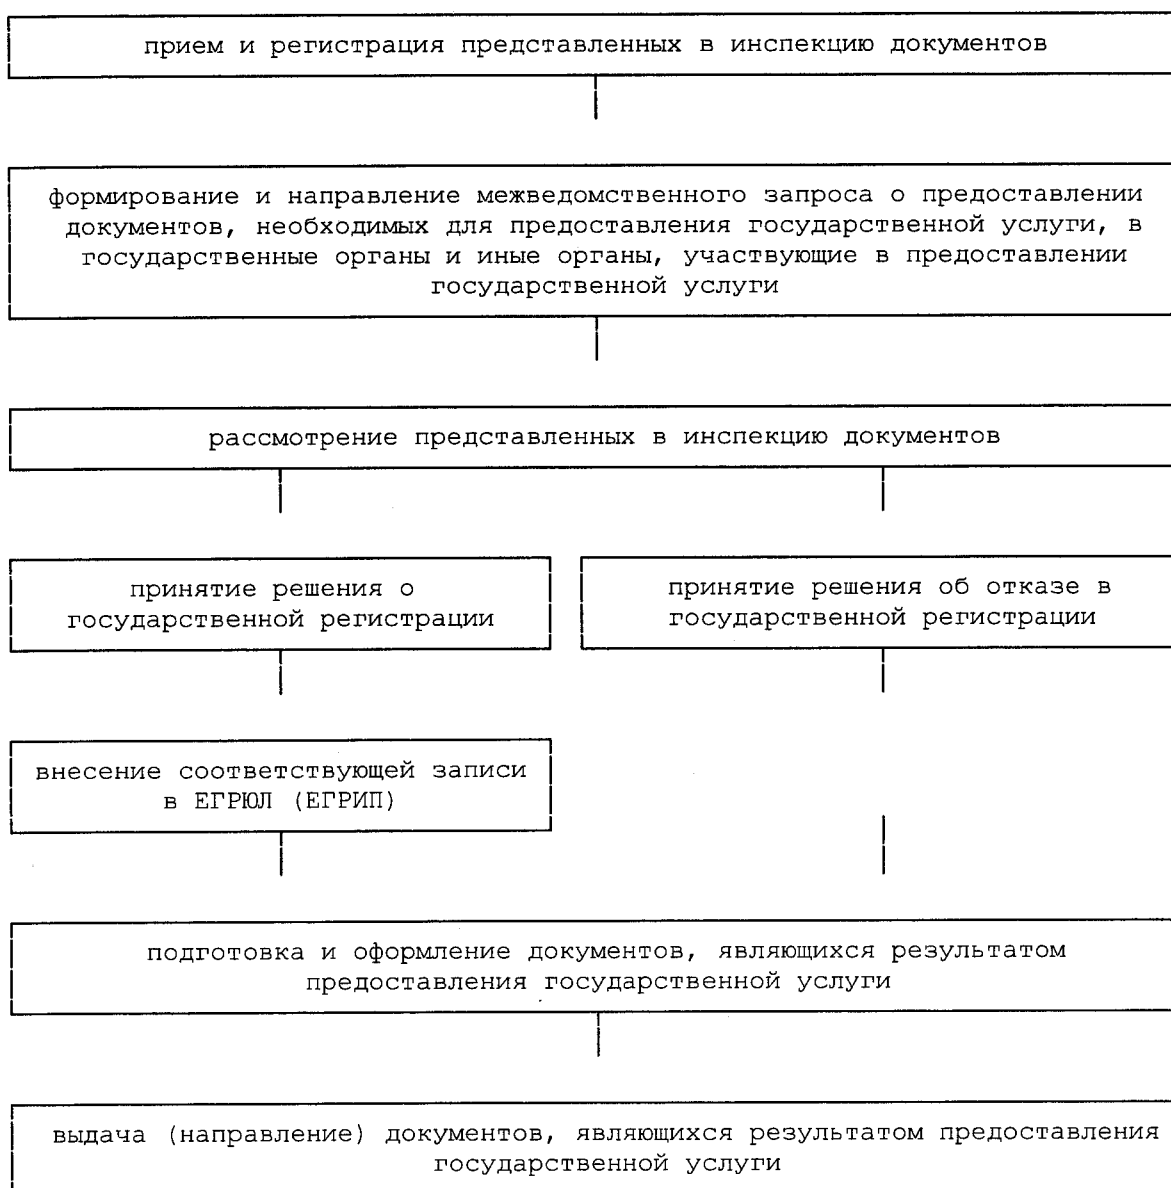 прием и регистрация представленных в инспекцию документов
формирование и направление межведомственного запроса о предоставлении
документов, необходимых для предоставления государственной услуги, в
государственные органы и иные органы, участвующие в предоставлении
государственной услуги
рассмотрение представленных в инспекцию документов
принятие решения о
государственной регистрации
принятие решения об отказе в
государственной регистрации
внесение соответствующей записи
в ЕГРЮЛ (ЕГРИП)
подготовка и оформление документов, являющихся результатом
предоставления государственной услуги
выдача (направление) документов, являющихся результатом предоставления
государственной услуги